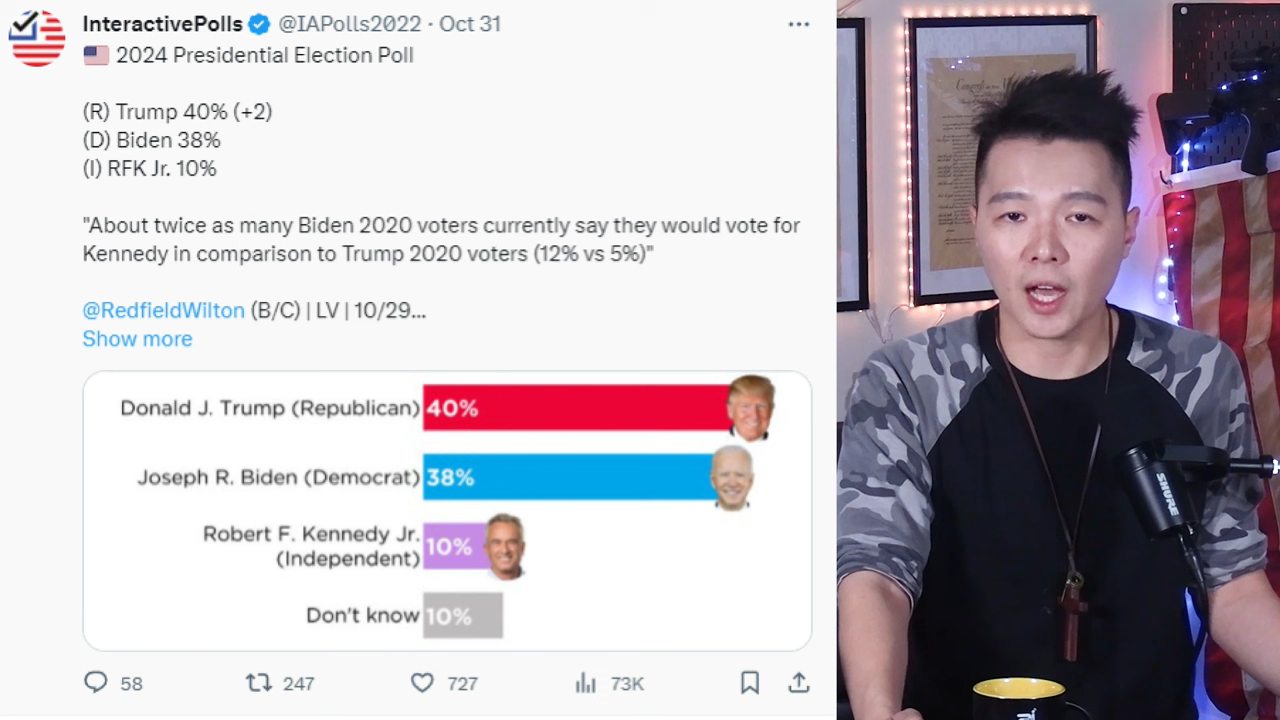 InteractivePolls @IAPolls2022 · Oct 31
2024 Presidential Election Poll
(R) Trump 40% (+2)
(D) Biden 38%
(I) RFK Jr. 10%
"About twice as many Biden 2020 voters currently say they would vote for
Kennedy in comparison to Trump 2020 voters (12% vs 5%)"
@RedfieldWilton (B/C) | LV | 10/29...
Show more
Donald J. Trump (Republican) 40%
Joseph R. Biden (Democrat) 38%
Robert F. Kennedy Jr.
(Independent) 10%
Don't know 10%
58 247 727 73K
SHURE